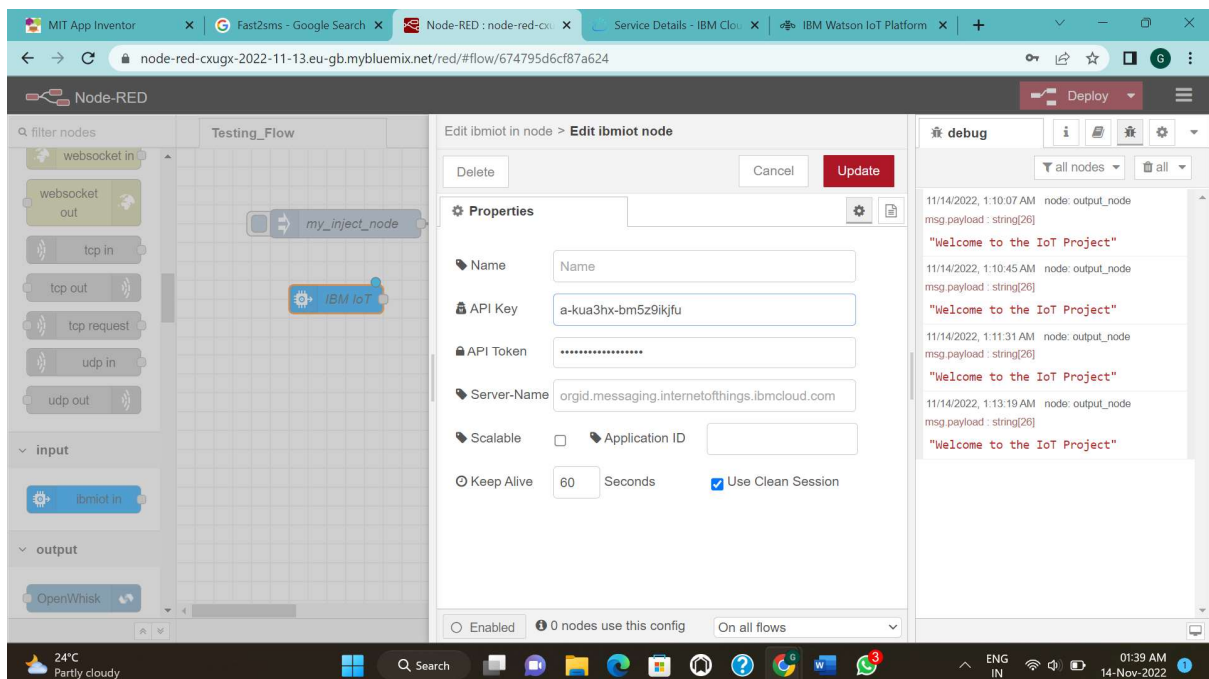 MIT App Inventor
Fast2sms - Google Search
Node-RED : node-red-cxu
Service Details - IBM Clou
IBM Watson IoT Platform
node-red-cxugx-2022-11-13.eu-gb.mybluemix.net/red/#flow/674795d6cf87a624
G
Node-RED
Deploy
filter nodes
Testing_Flow
Edit ibmiot in node > Edit ibmiot node
debug
i
websocket in
websocket out
tcp in
tcp out
tcp request
udp in
udp out
input
ibmiot in
output
OpenWhisk
my_inject_node
IBM IoT
Delete
Cancel
Update
Properties
Name
Name
API Key
a-kua3hx-bm5z9ikjfu
API Token
••••••••••••••••••
Server-Name
orgid.messaging.internetofthings.ibmcloud.com
Scalable
Application ID
Keep Alive
60
Seconds
Use Clean Session
Enabled
0 nodes use this config
On all flows
all nodes
all
11/14/2022, 1:10:07 AM node: output_node
msg.payload : string[26]
"Welcome to the IoT Project"
11/14/2022, 1:10:45 AM node: output_node
msg.payload : string[26]
"Welcome to the IoT Project"
11/14/2022, 1:11:31 AM node: output_node
msg.payload : string[26]
"Welcome to the IoT Project"
11/14/2022, 1:13:19 AM node: output_node
msg.payload : string[26]
"Welcome to the IoT Project"
24°C
Partly cloudy
Search
3
ENG
IN
01:39 AM
14-Nov-2022
1